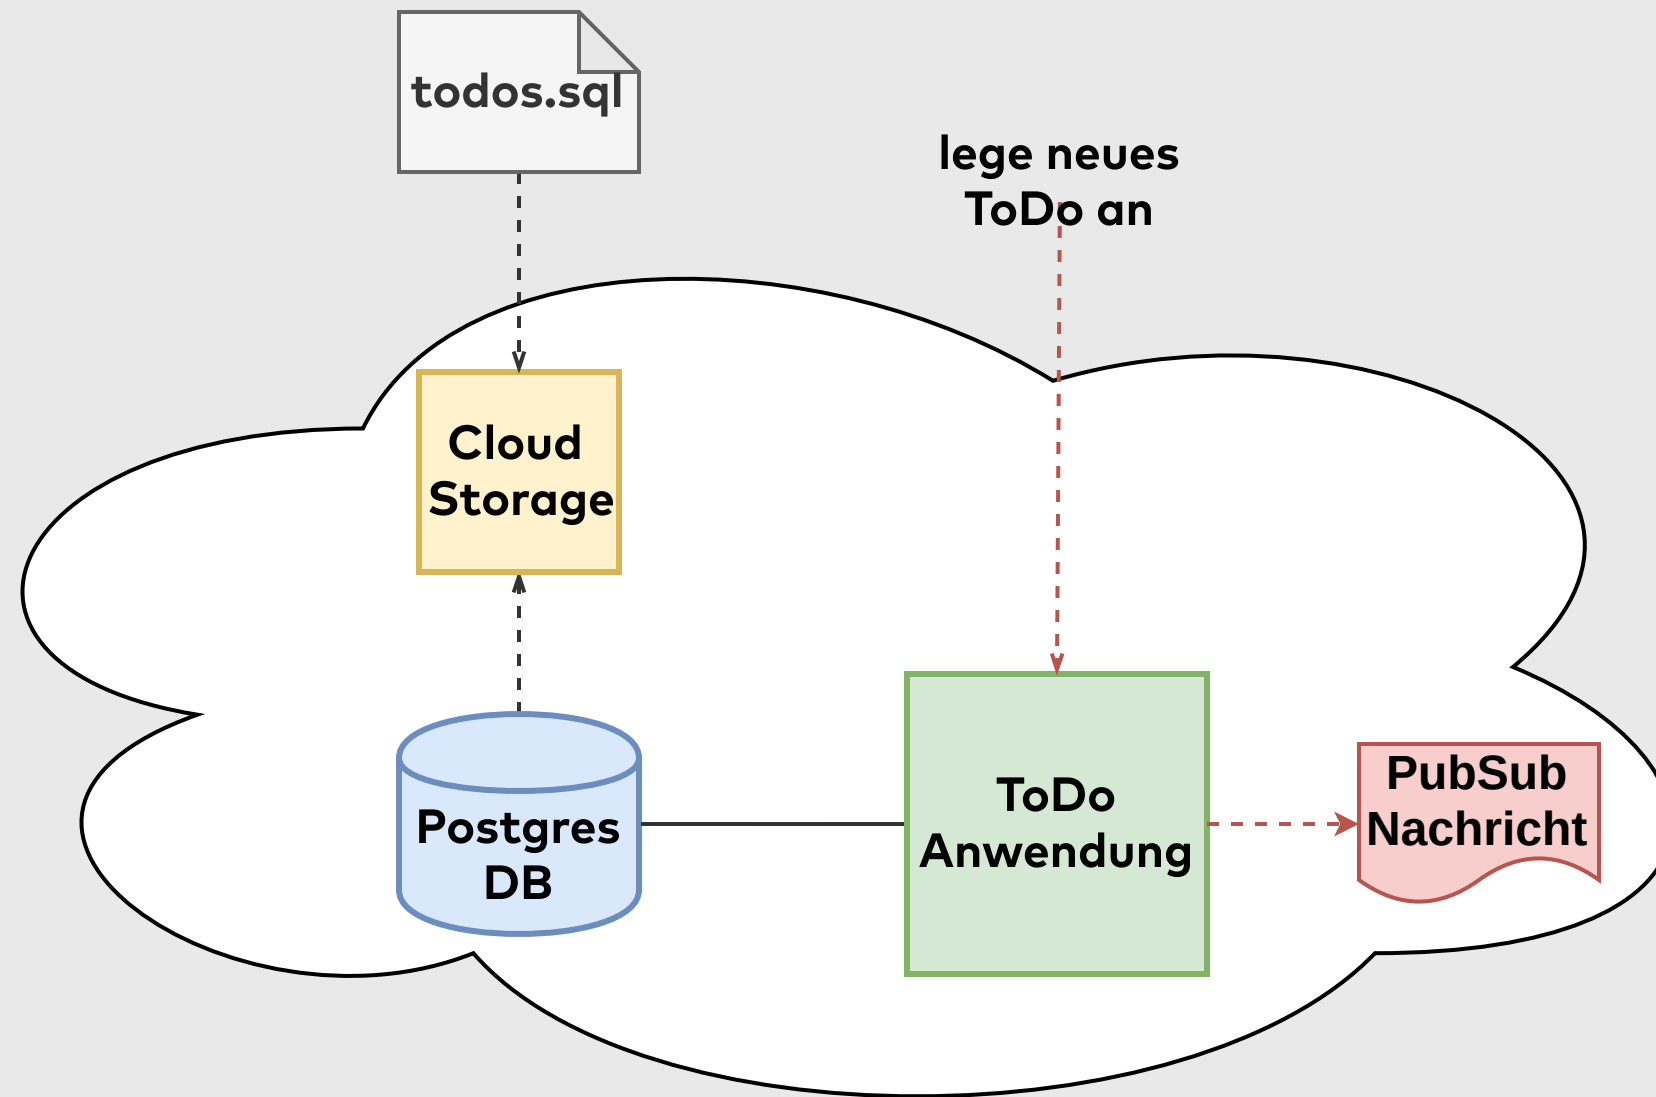 todos.sql
lege neues
ToDo an
Cloud
Storage
Postgres
DB
ToDo
Anwendung
PubSub
Nachricht